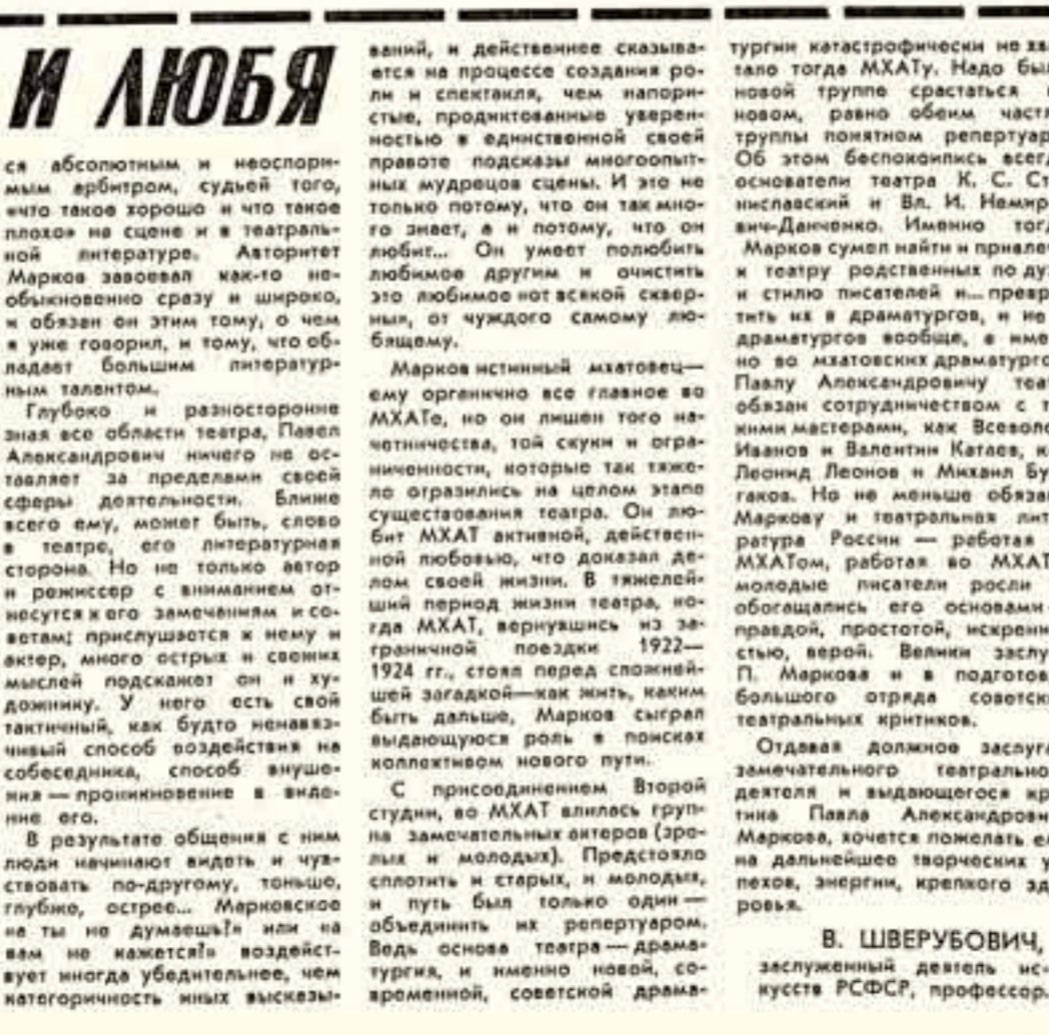 И ЛЮБЯ
ся абсолютным и неоспори-
мым арбитром, судьей того,
«что такое хорошо и что такое
плохо» на сцене и в театраль-
ной литературе. Авторитет
Марков завоевал как-то не-
обыкновенно сразу и широко,
и обязан он этим тому, о чем
я уже говорил, и тому, что об-
ладает большим литератур-
ным талантом.
Глубоко и разносторонне
зная все области театра, Павел
Александрович ничего не ос-
тавляет за пределами своей
сферы деятельности. Ближе
всего ему, может быть, слово
в театре, его литературная
сторона. Но не только автор
и режиссер с вниманием от-
несутся к его замечаниям и со-
ветам; прислушается к нему и
актер, много острых и свежих
мыслей подскажет он и ху-
дожнику. У него есть свой
тактичный, как будто ненавяз-
чивый способ воздействия на
собеседника, способ внуше-
ния — проникновение в виде-
ние его.
В результате общения с ним
люди начинают видеть и чув-
ствовать по-другому, тоньше,
глубже, острее... Марковское
«а ты не думаешь?» или «а
вам не кажется?» воздейст-
вует иногда убедительнее, чем
категоричность иных высказы-
ваний, и действеннее сказыва-
ется на процессе создания ро-
ли и спектакля, чем напори-
стые, продиктованные уверен-
ностью в единственной своей
правоте подсказы многоопыт-
ных мудрецов сцены. И это не
только потому, что он так мно-
го знает, а и потому, что он
любит... Он умеет полюбить
любимое другим и очистить
это любимое «от всякой сквер-
ны», от чуждого самому лю-
бящему.
Марков истинный мхатовец—
ему органично все главное во
МХАТе, но он лишен того на-
четничества, той скуки и огра-
ниченности, которые так тяже-
ло отразились на целом этапе
существования театра. Он лю-
бит МХАТ активной, действен-
ной любовью, что доказал де-
лом своей жизни. В тяжелей-
ший период жизни театра, ко-
гда МХАТ, вернувшись из за-
граничной поездки 1922—
1924 гг., стоял перед сложней-
шей загадкой—как жить, каким
быть дальше, Марков сыграл
выдающуюся роль в поисках
коллективом нового пути.
С присоединением Второй
студии, во МХАТ влилась груп-
па замечательных актеров (зре-
лых и молодых). Предстояло
сплотить и старых, и молодых,
и путь был только один —
объединить их репертуаром.
Ведь основа театра — драма-
тургия, и именно новой, со-
временной, советской драма-
тургии катастрофически не хва
тало тогда МХАТу. Надо был
новой труппе срастаться
новом, равно обеим частя
труппы понятном репертуар
Об этом беспокоились всегд
основатели театра К. С. Ст
ниславский и Вл. И. Немир
вич-Данченко. Именно тогд
Марков сумел найти и привлеч
к театру родственных по ду
и стилю писателей и... превр
тить их в драматургов, и не
драматургов вообще, а име
но во мхатовских драматурго
Павлу Александровичу теат
обязан сотрудничеством с т
кими мастерами, как Всеволо
Иванов и Валентин Катаев, к
Леонид Леонов и Михаил Бу
гаков. Но не меньше обяза
Маркову и театральная лит
ратура России — работая
МХАТом, работая во МХАТ
молодые писатели росли
обогащались его основами
правдой, простотой, искренн
стью, верой. Велики заслу
П. Маркова и в подготов
большого отряда советск
театральных критиков.
Отдавая должное заслуга
замечательного театрально
деятеля и выдающегося кр
тика Павла Александрови
Маркова, хочется пожелать е
на дальнейшее творческих у
пехов, энергии, крепкого зд
ровья.
В. ШВЕРУБОВИЧ,
заслуженный деятель ис-
кусств РСФСР, профессор.